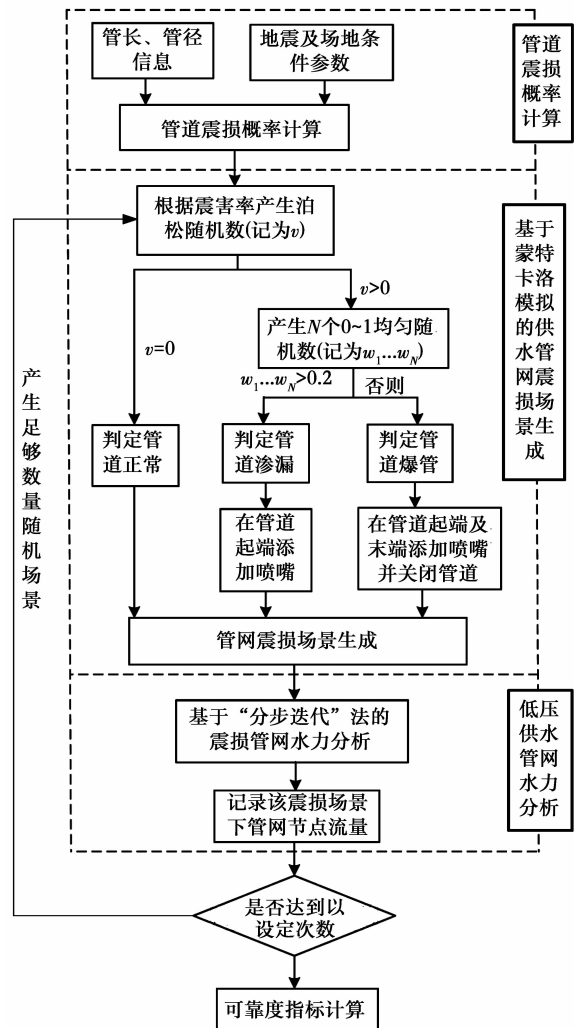 管长、管径
信息
地震及场地条
件参数
管道
震损
概率
计算
管道震损概率计算
根据震害率产生泊
松随机数(记为v)
基于
蒙特
卡洛
模拟
的供
水管
网震
损场
景生
成
v>0
v=0
产生N个0~1均匀随
机数(记为w₁...wN)
w₁...wN>0.2
否则
产生足够数量随机场景
判定管
道正常
判定管
道渗漏
判定管
道爆管
在管道
起端添
加喷嘴
在管道起端及
末端添加喷嘴
并关闭管道
管网震损场景生成
基于“分步迭代”法的
震损管网水力分析
低压
供水
管网
水力
分析
记录该震损场景
下管网节点流量
是否达到以
设定次数
可靠度指标计算